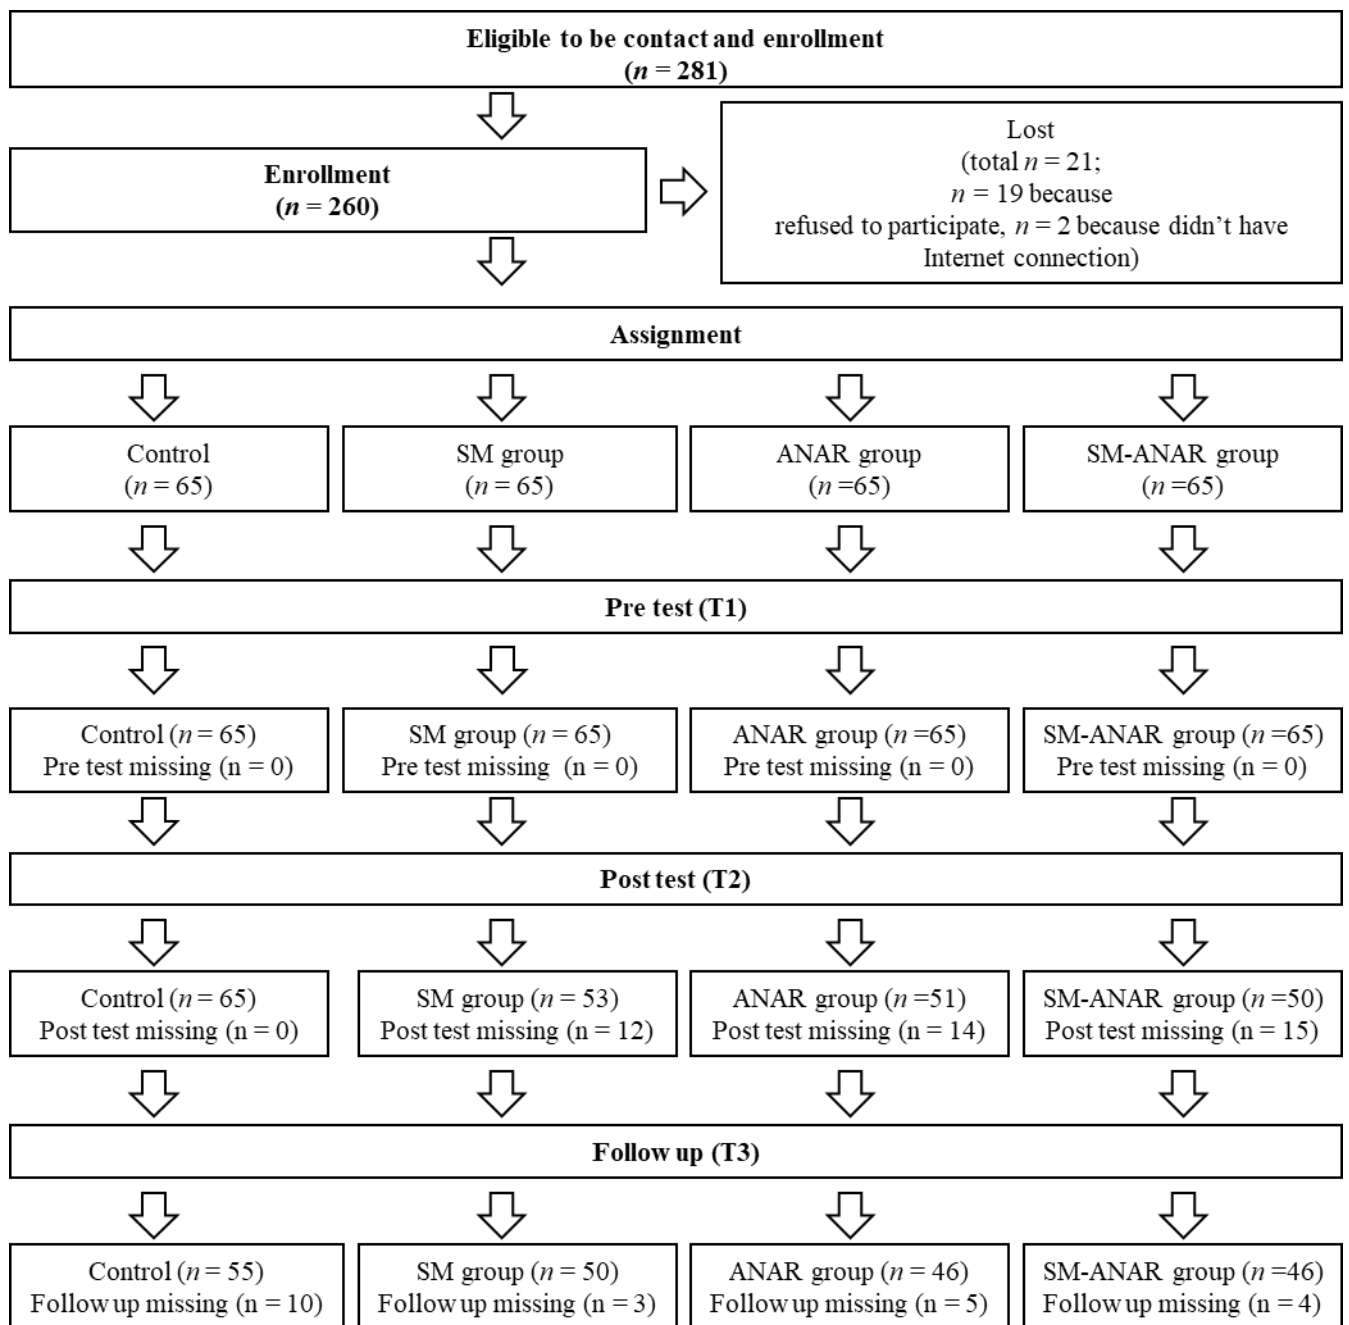 Eligible to be contact and enrollment
(n = 281)
Enrollment
(n = 260)
Lost
(total n = 21;
n = 19 because
refused to participate, n = 2 because didn’t have
Internet connection)
Assignment
Control
(n = 65)
SM group
(n = 65)
ANAR group
(n =65)
SM-ANAR group
(n =65)
Pre test (T1)
Control (n = 65)
Pre test missing (n = 0)
SM group (n = 65)
Pre test missing (n = 0)
ANAR group (n =65)
Pre test missing (n = 0)
SM-ANAR group (n =65)
Pre test missing (n = 0)
Post test (T2)
Control (n = 65)
Post test missing (n = 0)
SM group (n = 53)
Post test missing (n = 12)
ANAR group (n =51)
Post test missing (n = 14)
SM-ANAR group (n =50)
Post test missing (n = 15)
Follow up (T3)
Control (n = 55)
Follow up missing (n = 10)
SM group (n = 50)
Follow up missing (n = 3)
ANAR group (n = 46)
Follow up missing (n = 5)
SM-ANAR group (n =46)
Follow up missing (n = 4)